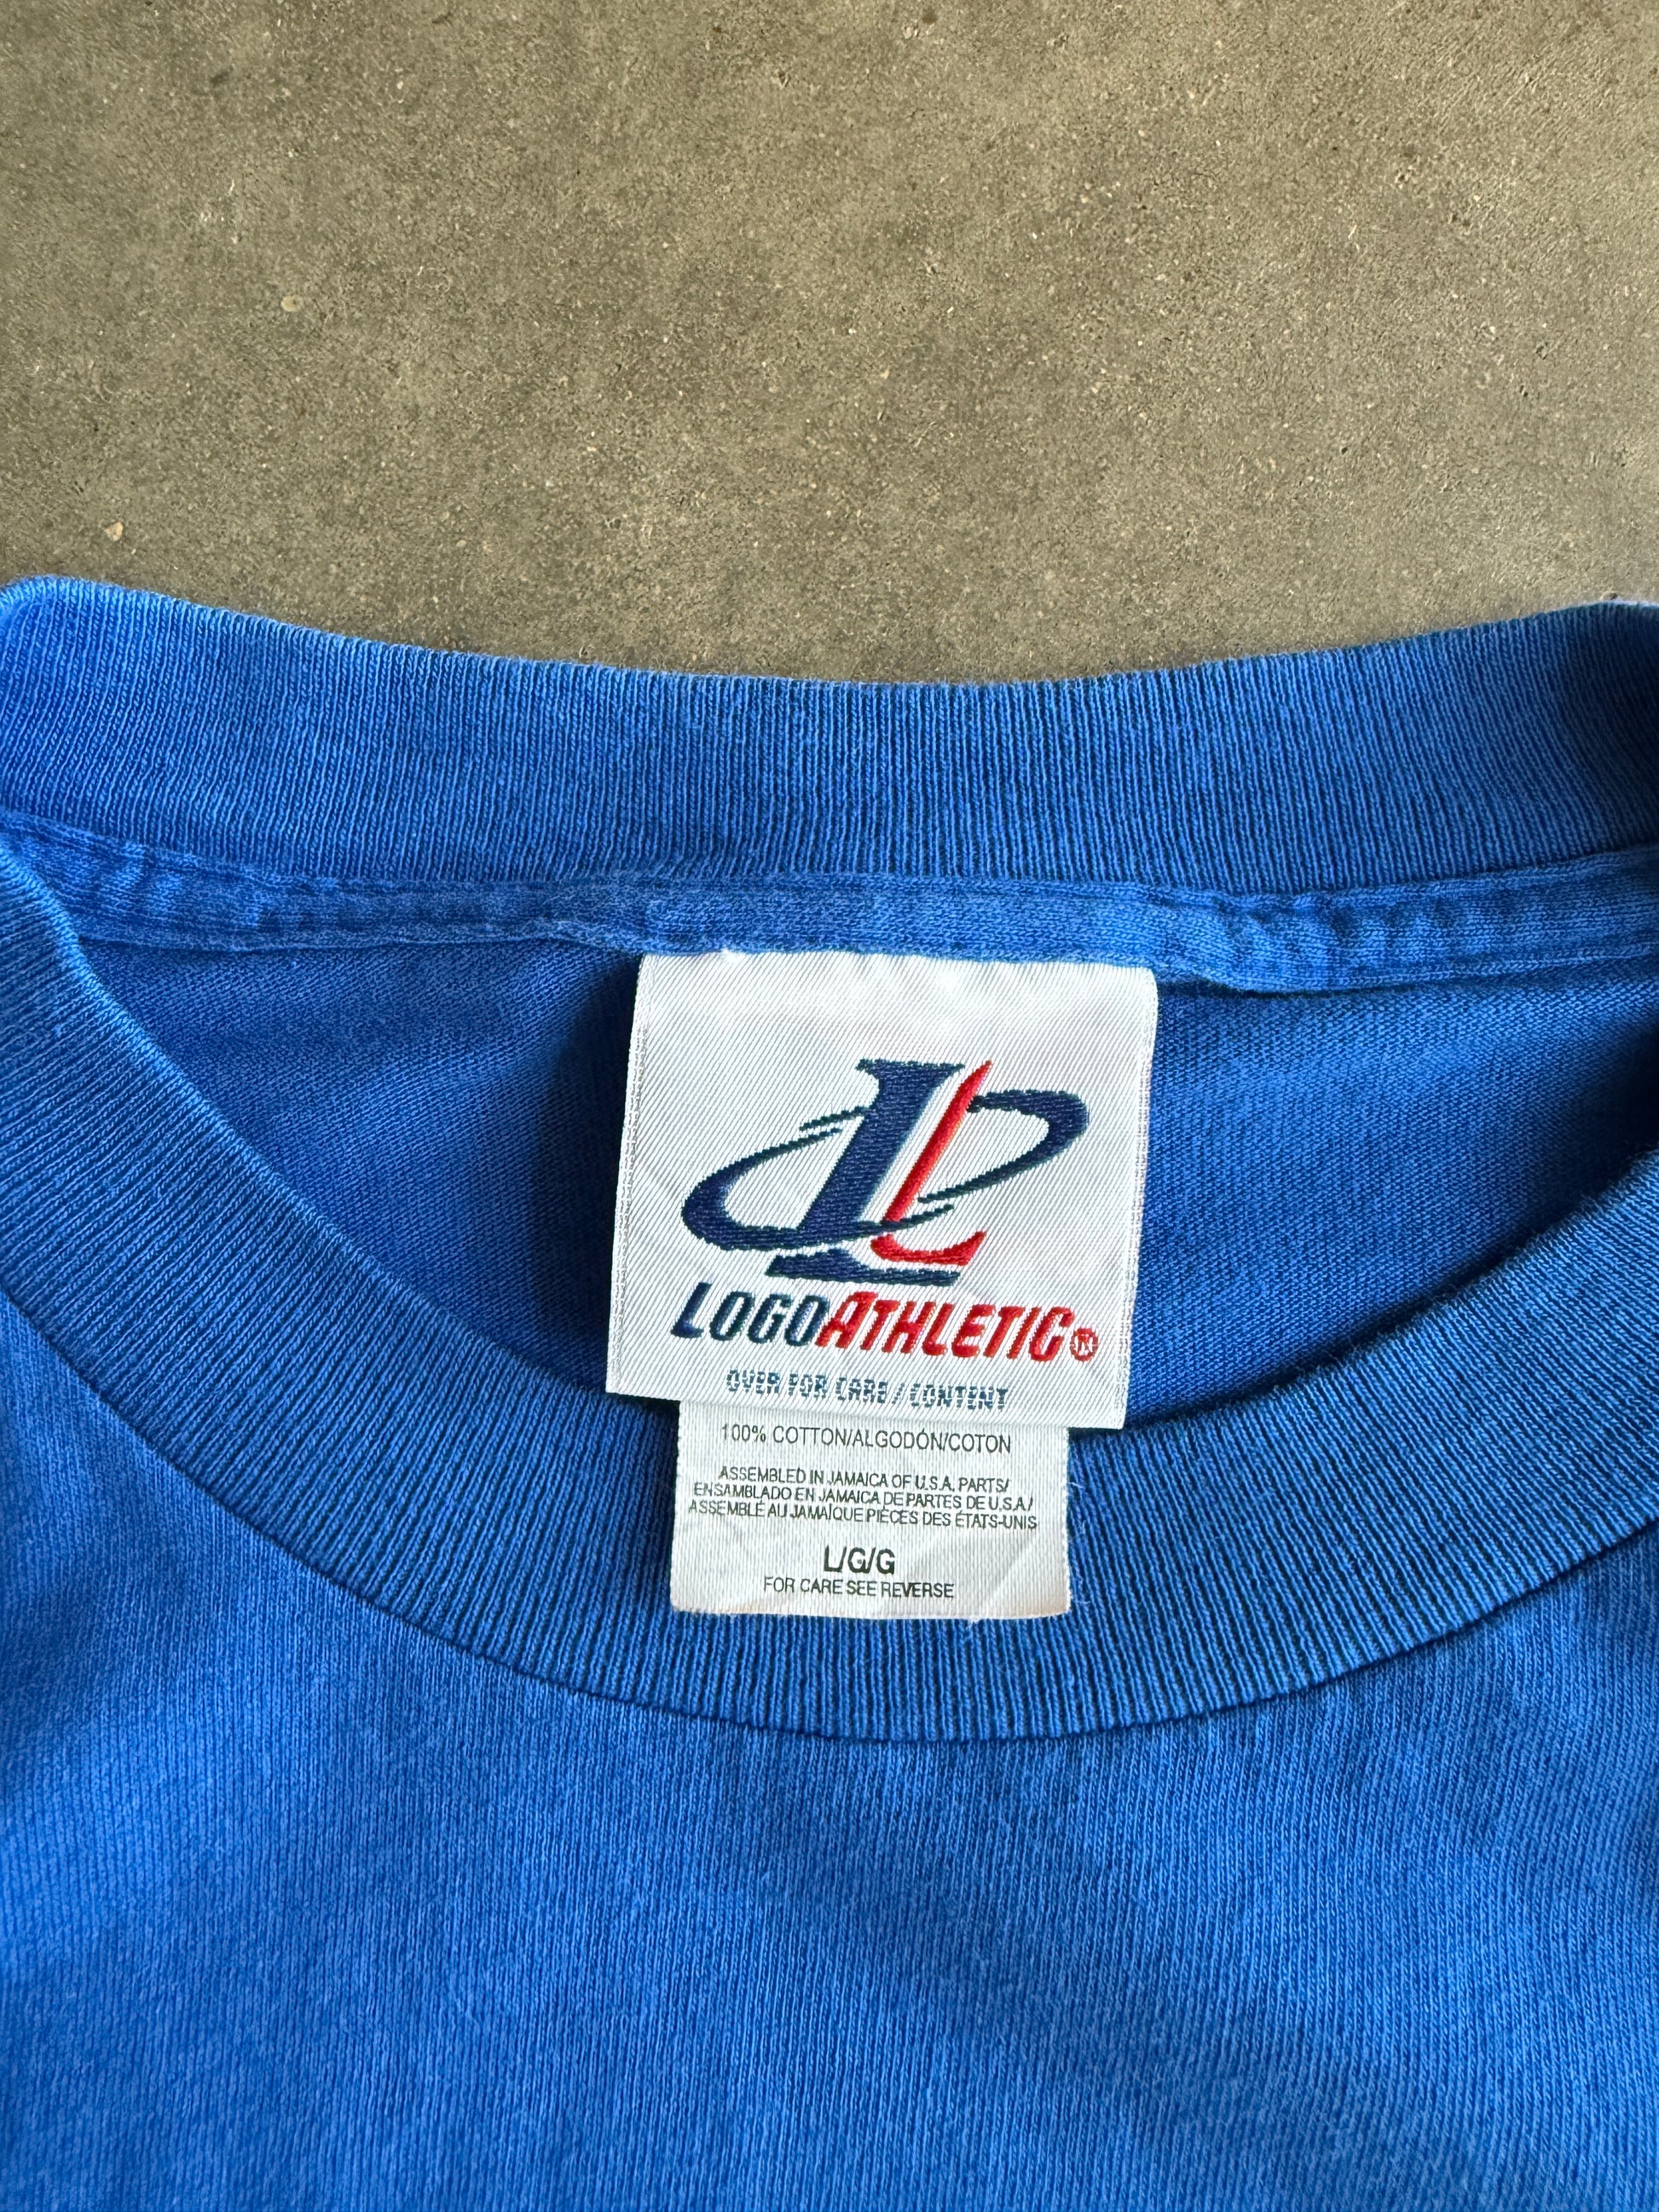 LOGOATHLETIC
OVER FOR CARE / CONTENT
100% COTTON/ALGODÓN/COTON
ASSEMBLED IN JAMAICA OF U.S.A. PARTS/
ENSAMBLADO EN JAMAICA DE PARTES DE U.S.A/
ASSEMBLÉ AU JAMAÏQUE PIÈCES DES ÉTATS-UNIS
L/G/G
FOR CARE SEE REVERSE